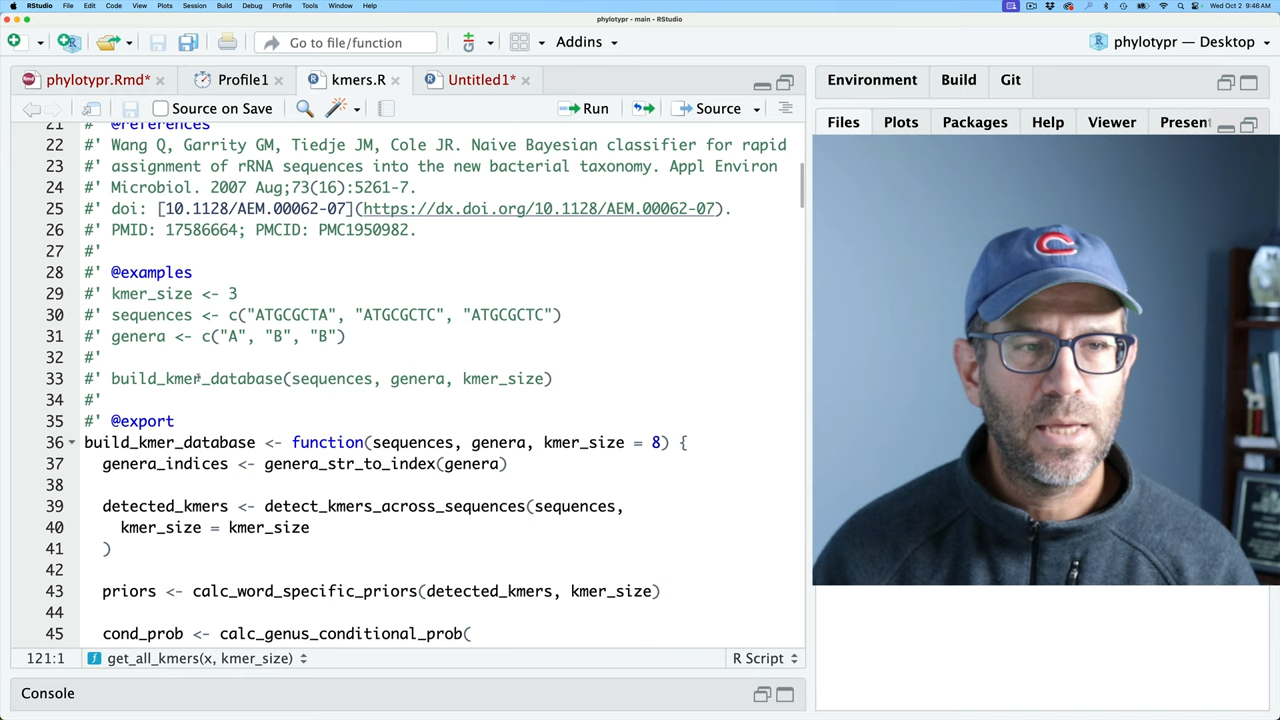 RStudio File Edit Code View Plots Session Build Debug Profile Tools Window Help
Wed Oct 2 9:46 AM
phylotypr - main - RStudio
Go to file/function
Addins
phylotypr — Desktop
phylotypr.Rmd*
Profile1
kmers.R
Untitled1*
Environment
Build
Git
Source on Save
Run
Source
Files
Plots
Packages
Help
Viewer
Present
21 #' @references
22 #' Wang Q, Garrity GM, Tiedje JM, Cole JR. Naive Bayesian classifier for rapid
23 #' assignment of rRNA sequences into the new bacterial taxonomy. Appl Environ
24 #' Microbiol. 2007 Aug;73(16):5261-7.
25 #' doi: [10.1128/AEM.00062-07](https://dx.doi.org/10.1128/AEM.00062-07).
26 #' PMID: 17586664; PMCID: PMC1950982.
27 #'
28 #' @examples
29 #' kmer_size <- 3
30 #' sequences <- c("ATGCGCTA", "ATGCGCTC", "ATGCGCTC")
31 #' genera <- c("A", "B", "B")
32 #'
33 #' build_kmer_database(sequences, genera, kmer_size)
34 #'
35 #' @export
36 build_kmer_database <- function(sequences, genera, kmer_size = 8) {
37 genera_indices <- genera_str_to_index(genera)
38
39 detected_kmers <- detect_kmers_across_sequences(sequences,
40 kmer_size = kmer_size
41 )
42
43 priors <- calc_word_specific_priors(detected_kmers, kmer_size)
44
45 cond_prob <- calc_genus_conditional_prob(
121:1
get_all_kmers(x, kmer_size)
R Script
Console